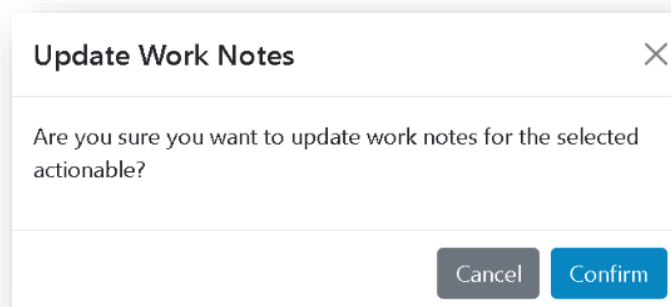 Update Work Notes
Are you sure you want to update work notes for the selected
actionable?
Cancel Confirm